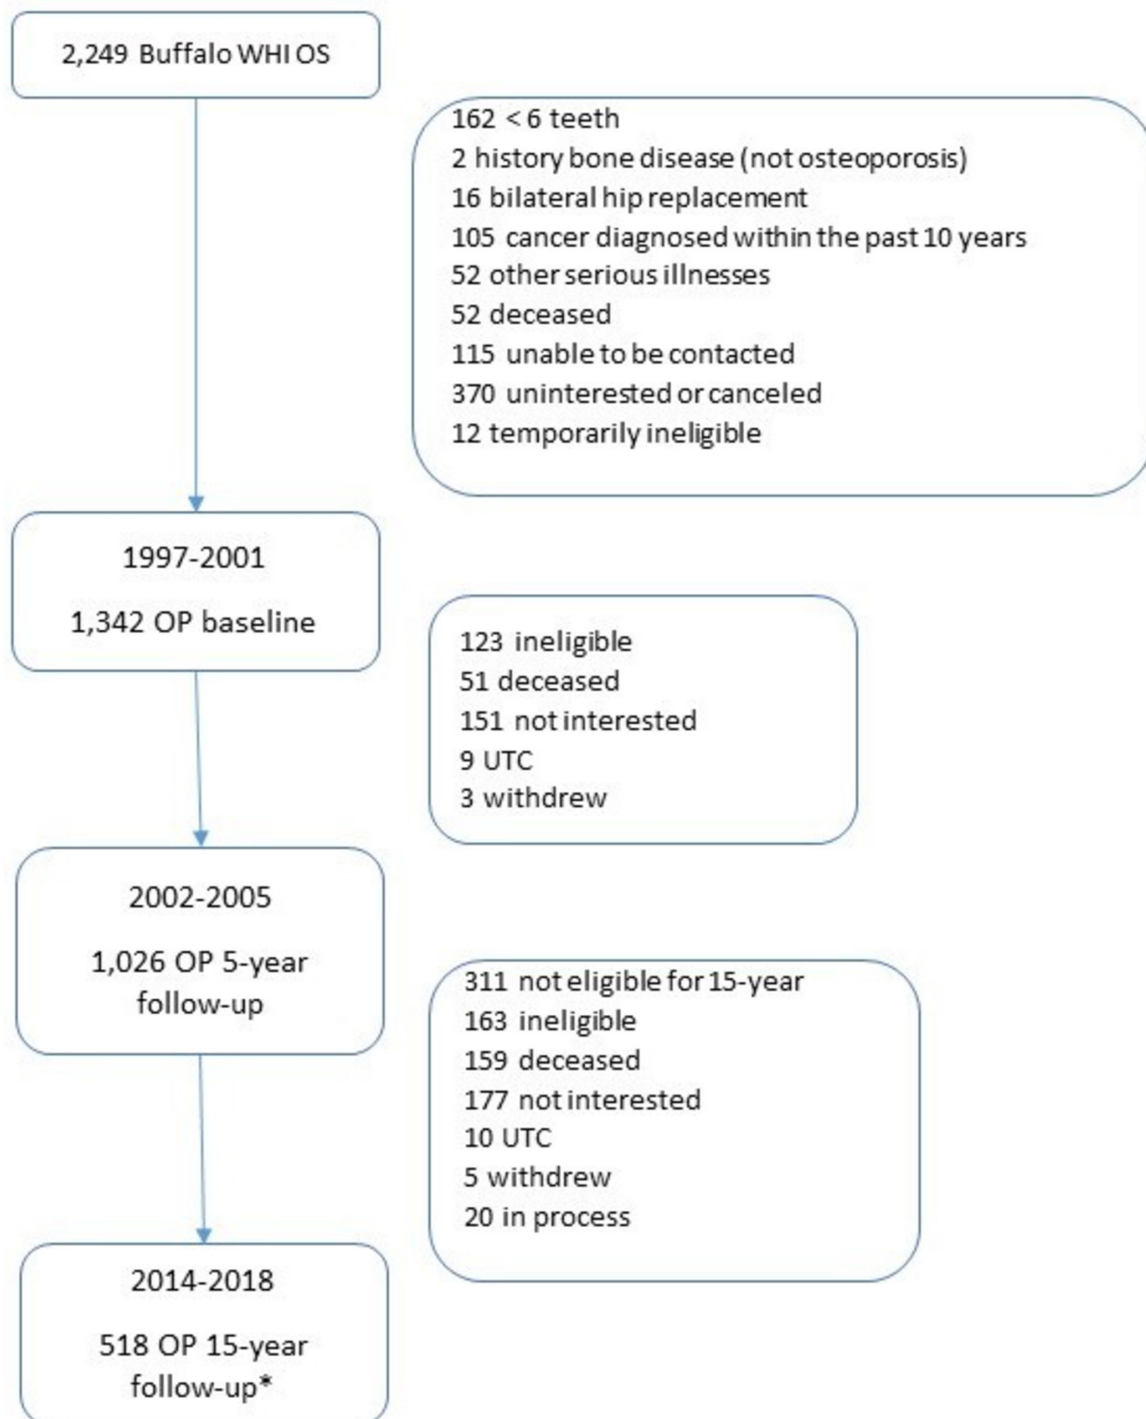 2,249 Buffalo WHI OS
162 < 6 teeth
2 history bone disease (not osteoporosis)
16 bilateral hip replacement
105 cancer diagnosed within the past 10 years
52 other serious illnesses
52 deceased
115 unable to be contacted
370 uninterested or canceled
12 temporarily ineligible
1997-2001
1,342 OP baseline
123 ineligible
51 deceased
151 not interested
9 UTC
3 withdrew
2002-2005
1,026 OP 5-year
follow-up
311 not eligible for 15-year
163 ineligible
159 deceased
177 not interested
10 UTC
5 withdrew
20 in process
2014-2018
518 OP 15-year
follow-up*